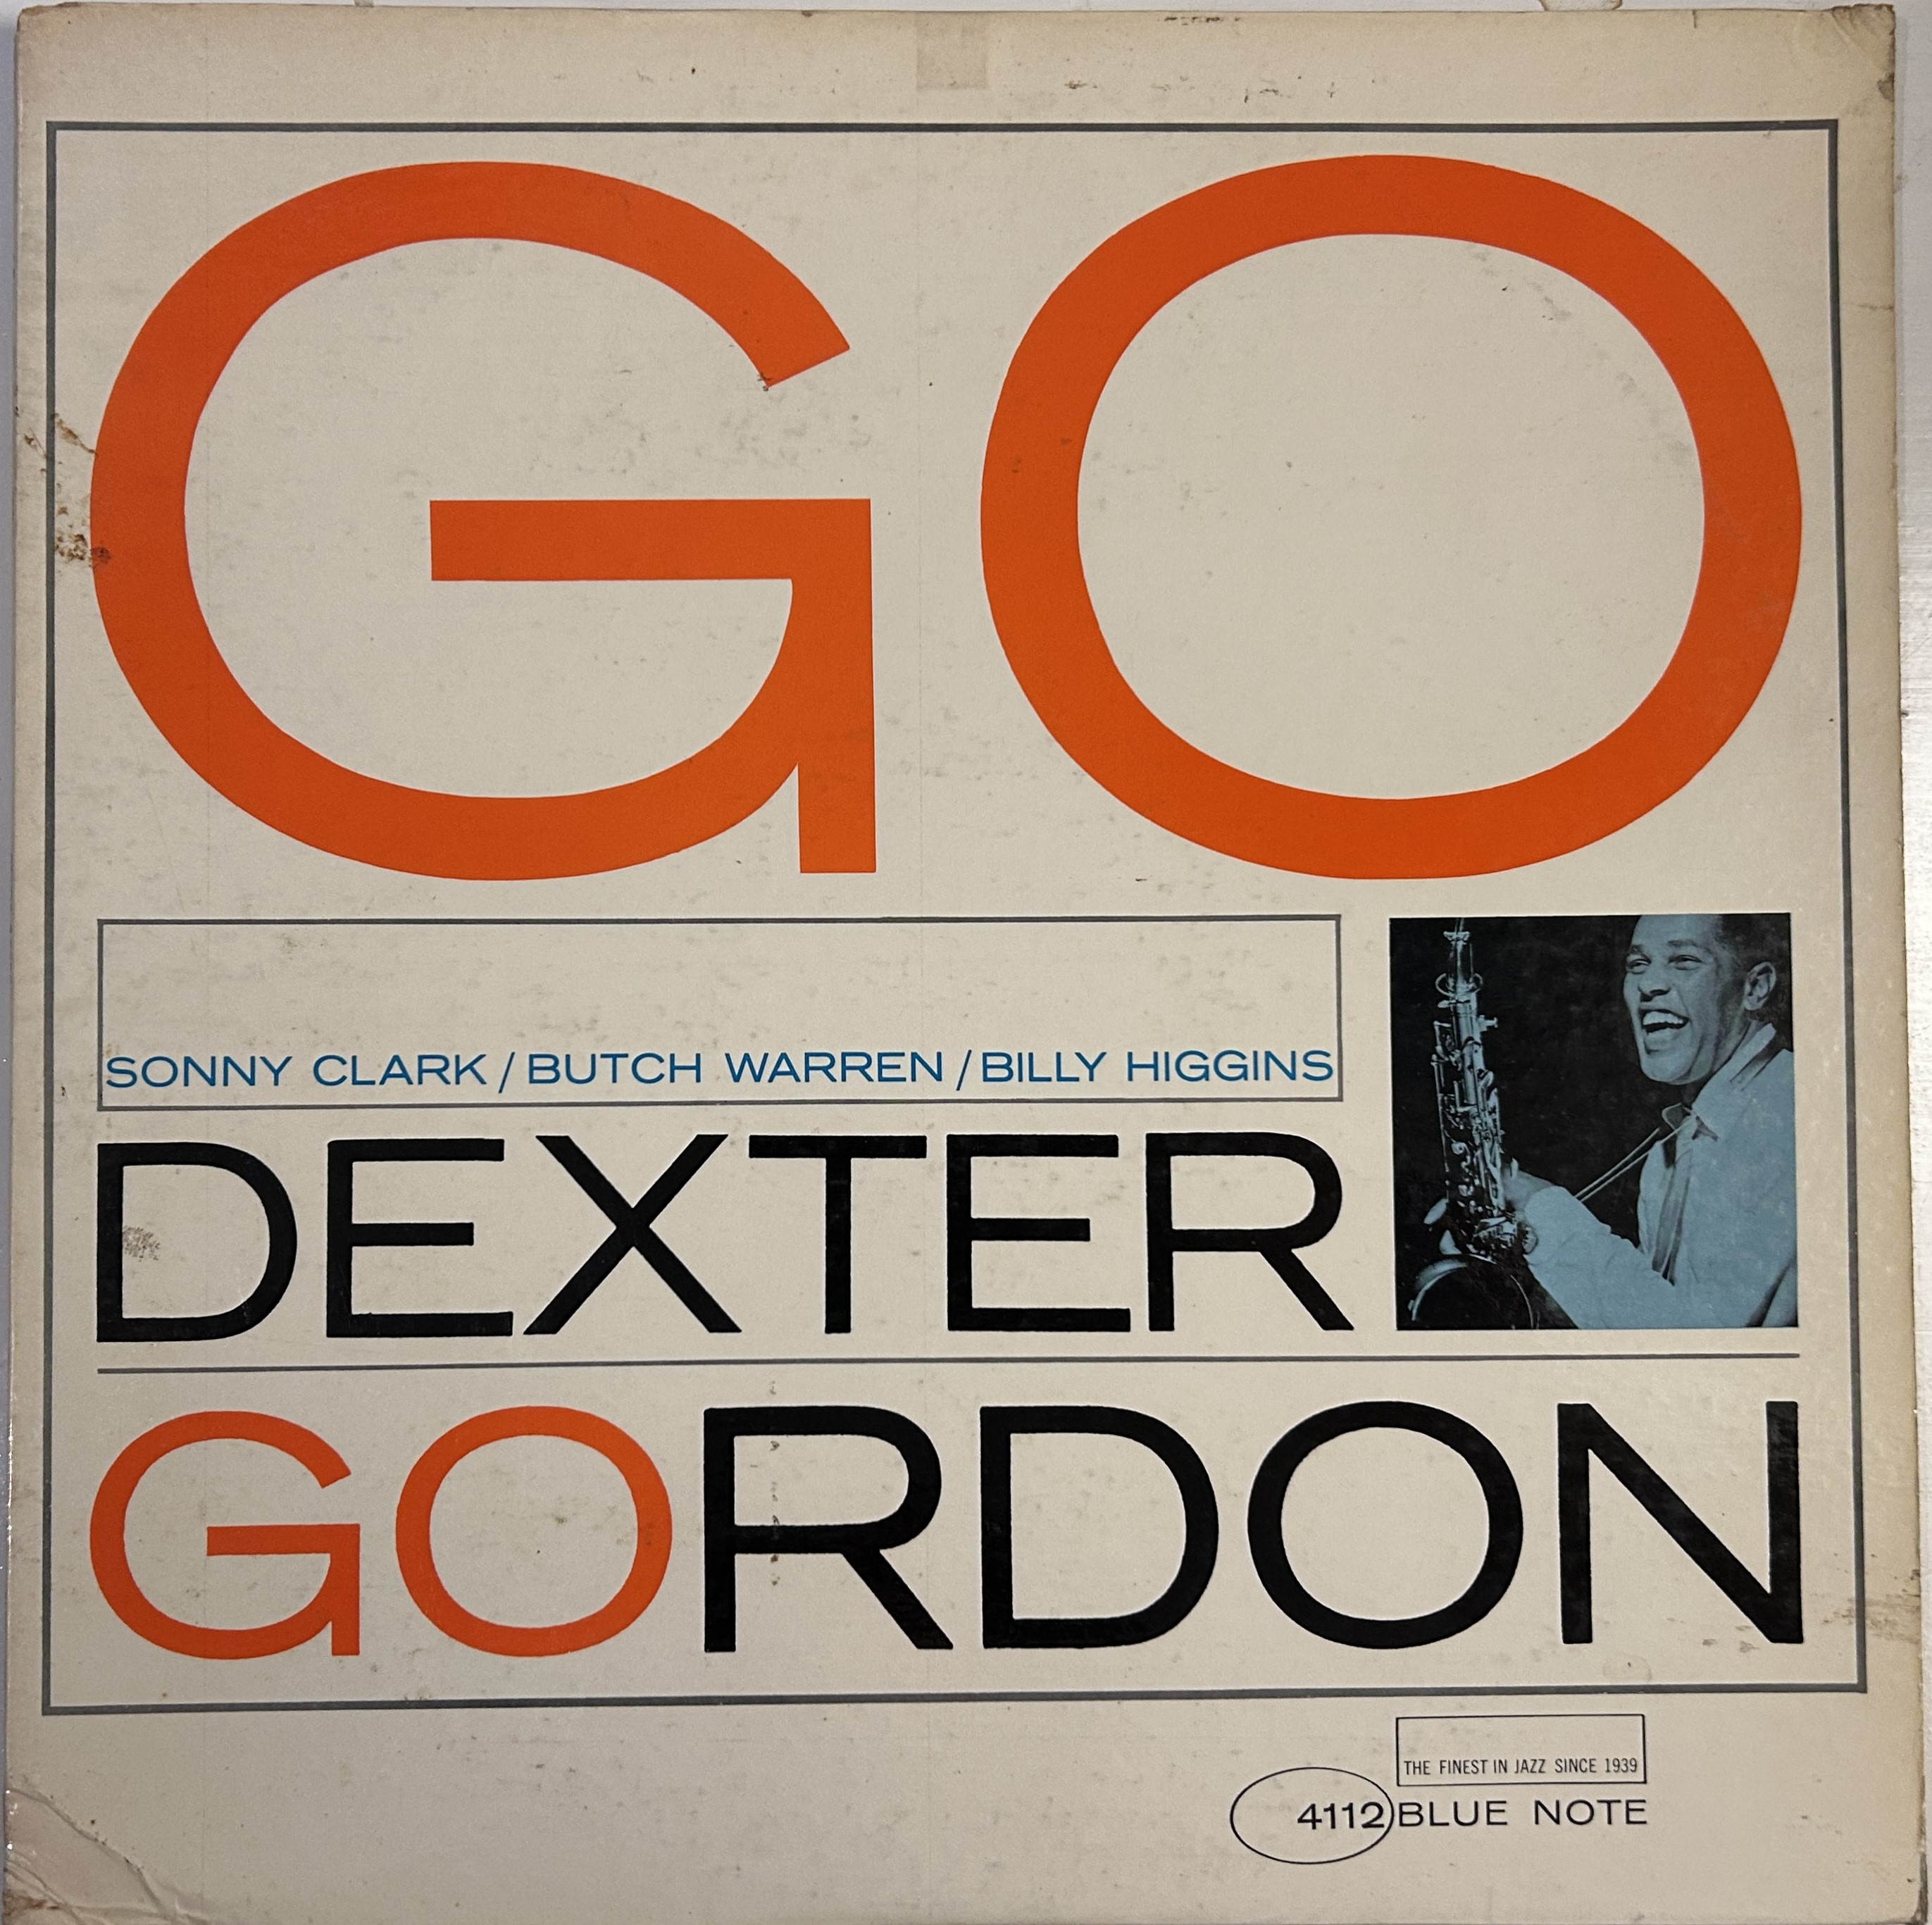 GO
SONNY CLARK/BUTCH WARREN/BILLY HIGGINS
DEXTER
GORDON
THE FINEST IN JAZZ SINCE 1939
4112 BLUE NOTE